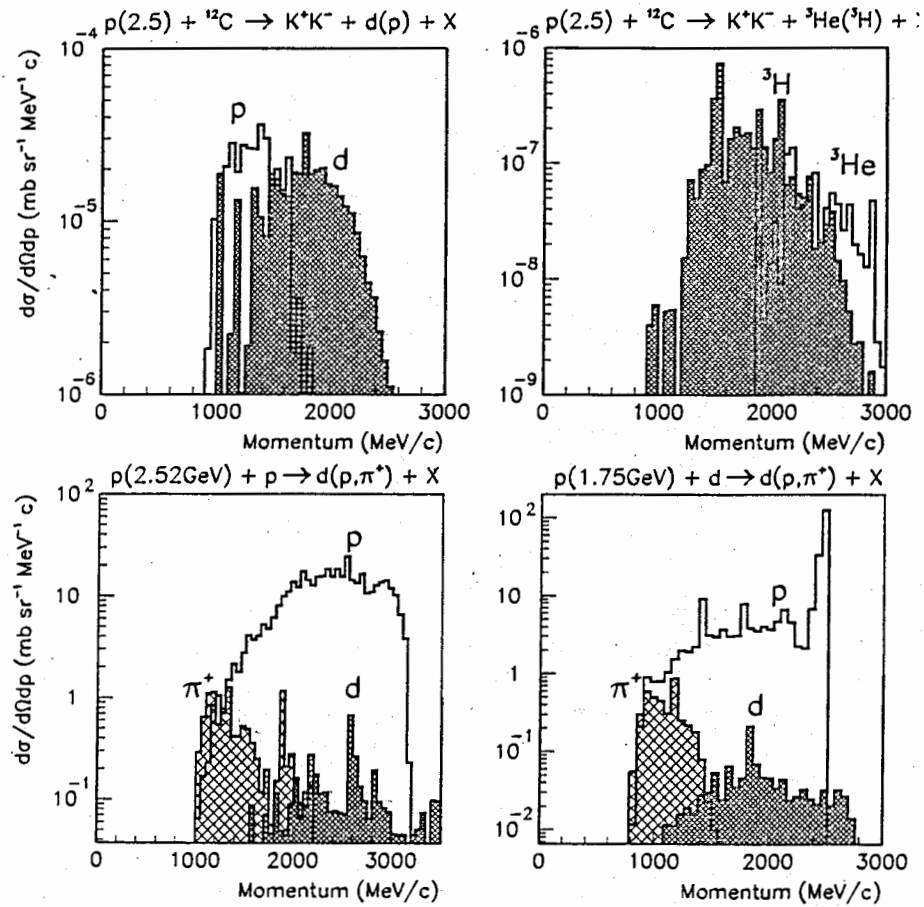 p(2.5) + ¹²C → K⁺K⁻ + d(p) + X
p(2.5) + ¹²C → K⁺K⁻ + ³He(³H) +
dσ/dΩdp (mb sr⁻¹ MeV⁻¹ c)
10⁻⁴
10⁻⁵
10⁻⁶
p
d
0 1000 2000 3000
Momentum (MeV/c)
10⁻⁶
10⁻⁷
10⁻⁸
10⁻⁹
³H
³He
0 1000 2000 3000
Momentum (MeV/c)
p(2.52GeV) + p → d(p,π⁺) + X
p(1.75GeV) + d → d(p,π⁺) + X
dσ/dΩdp (mb sr⁻¹ MeV⁻¹ c)
10²
10
1
10⁻¹
p
π⁺
d
0 1000 2000 3000
Momentum (MeV/c)
10²
10
1
10⁻¹
10⁻²
p
π⁺
d
0 1000 2000 3000
Momentum (MeV/c)